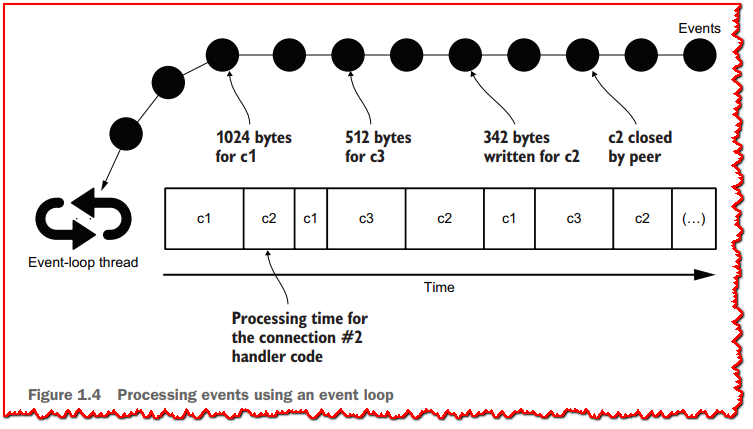 Events
1024 bytes
for c1
512 bytes
for c3
342 bytes
written for c2
c2 closed
by peer
c1 c2 c1 c3 c2 c1 c3 c2 (...)
Event-loop thread
Time
Processing time for
the connection #2
handler code
Figure 1.4 Processing events using an event loop